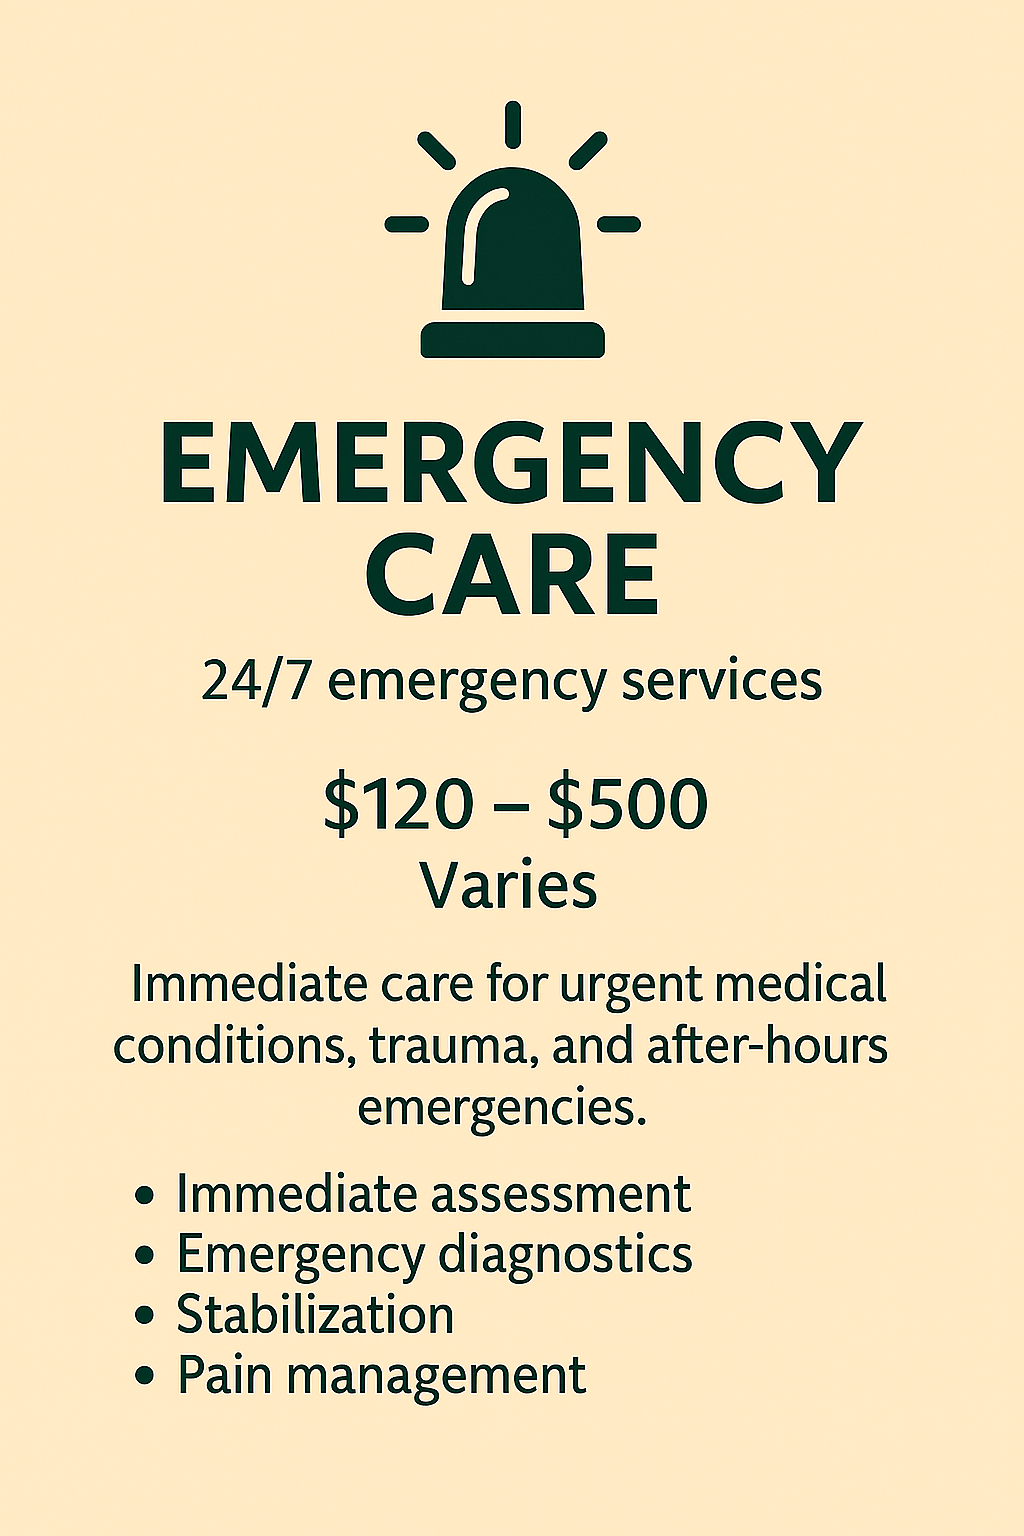 EMERGENCY
CARE
24/7 emergency services
$120 – $500
Varies
Immediate care for urgent medical
conditions, trauma, and after-hours
emergencies.
• Immediate assessment
• Emergency diagnostics
• Stabilization
• Pain management